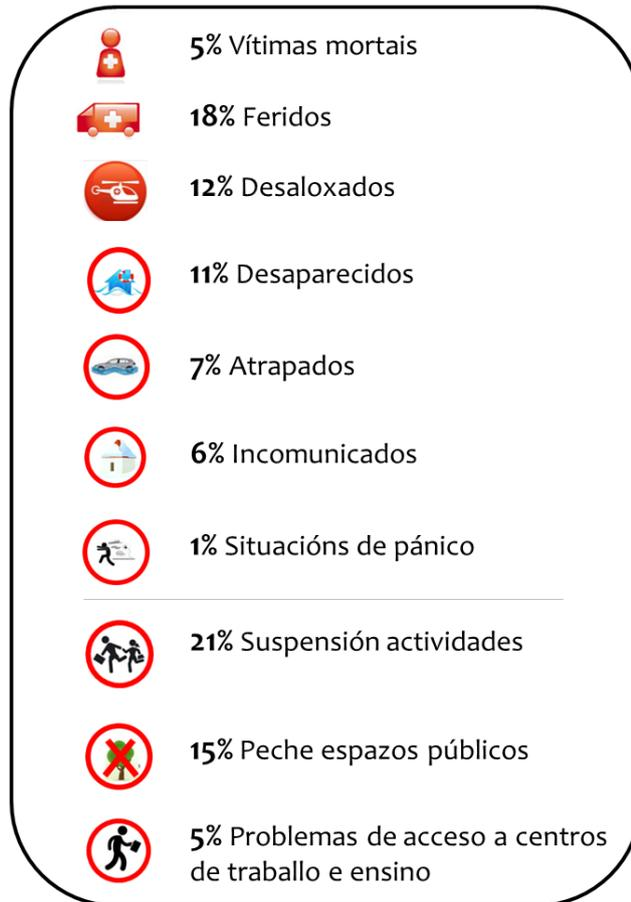 5% Vítimas mortais
18% Feridos
12% Desaloxados
11% Desaparecidos
7% Atrapados
6% Incomunicados
1% Situacións de pánico
21% Suspensión actividades
15% Peche espazos públicos
5% Problemas de acceso a centros
de traballo e ensino